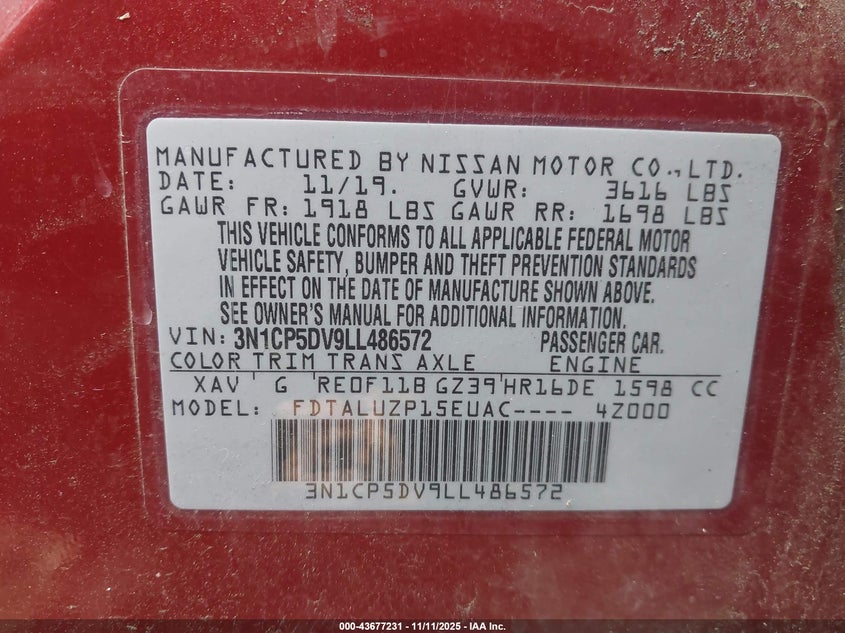 MANUFACTURED BY NISSAN MOTOR CO.,LTD.
DATE: 11/19. GVWR: 3616 LBS
GAWR FR: 1918 LBS GAWR RR: 1698 LBS
THIS VEHICLE CONFORMS TO ALL APPLICABLE FEDERAL MOTOR
VEHICLE SAFETY, BUMPER AND THEFT PREVENTION STANDARDS
IN EFFECT ON THE DATE OF MANUFACTURE SHOWN ABOVE.
SEE OWNER'S MANUAL FOR ADDITIONAL INFORMATION.
VIN: 3N1CP5DV9LL486572 PASSENGER CAR.
COLOR TRIM TRANS AXLE ENGINE
XAV G RE0F11B GZ39 HR16DE 1598 CC
MODEL: FDTALUZP15EUAC---- 4Z000
3N1CP5DV9LL486572
000-43677231 - 11/11/2025 - IAA Inc.